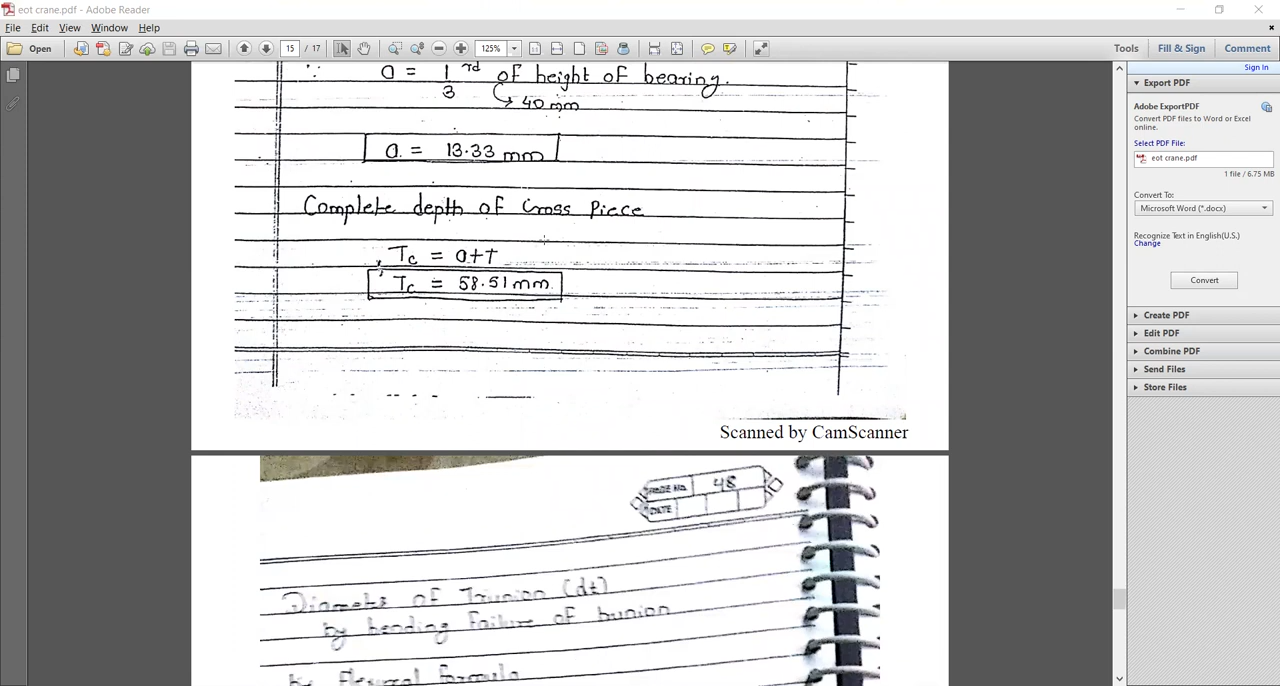 eot crane.pdf - Adobe Reader
File Edit View Window Help
Open 15 / 17 125% Tools Fill & Sign Comment
Sign In
Export PDF
Adobe ExportPDF
Convert PDF files to Word or Excel
online.
Select PDF File:
eot crane.pdf
1 file / 6.75 MB
Convert To:
Microsoft Word (*.docx)
Recognize Text in English(U.S.)
Change
Convert
Create PDF
Edit PDF
Combine PDF
Send Files
Store Files
∵ a = 1/3 rd of height of bearing.
↳ 40 mm
a = 13.33 mm
Complete depth of Cross Piece
Tc = a+T
Tc = 58.51 mm
Scanned by CamScanner
PAGE NO. 48
DATE
Diameter of Trunion (dt)
by bending failure of trunion
by flexural formula